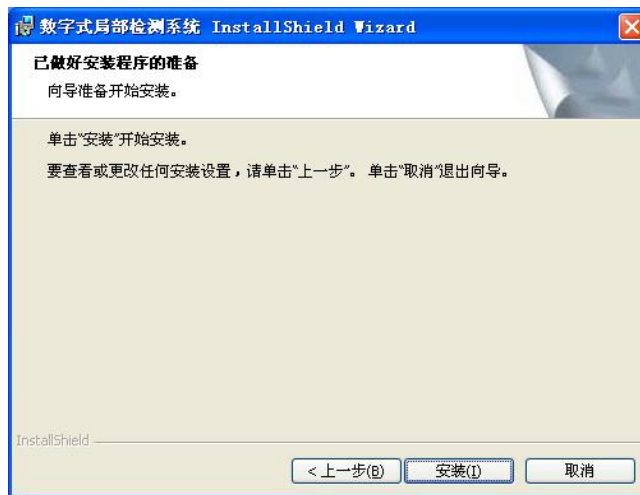 数字式局部检测系统 InstallShield Wizard
已做好安装程序的准备
向导准备开始安装。
单击“安装”开始安装。
要查看或更改任何安装设置，请单击“上一步”。 单击“取消”退出向导。
InstallShield
<上一步(B) 安装(I) 取消